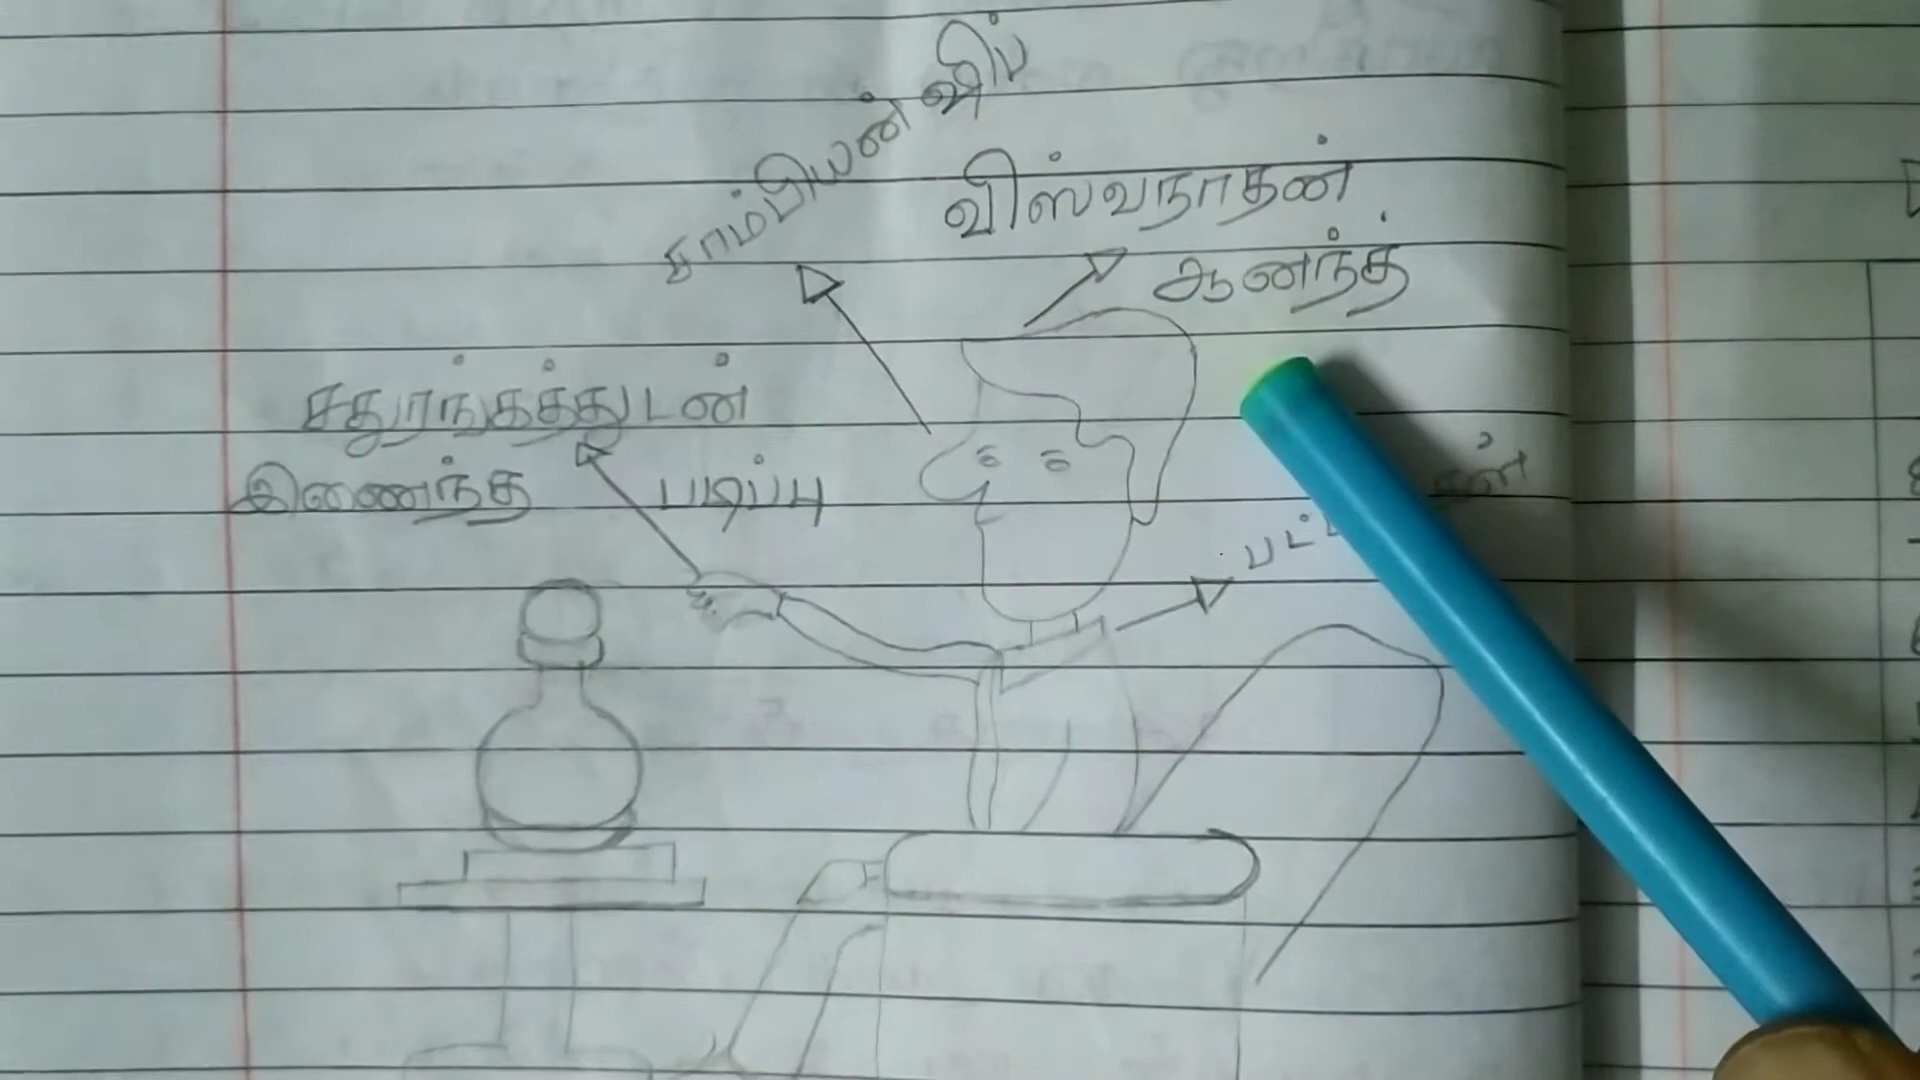 சாம்பியன் ஷிப்
விஸ்வநாதன்
ஆனந்த்
சதுரங்கத்துடன்
இணைந்த படிப்பு